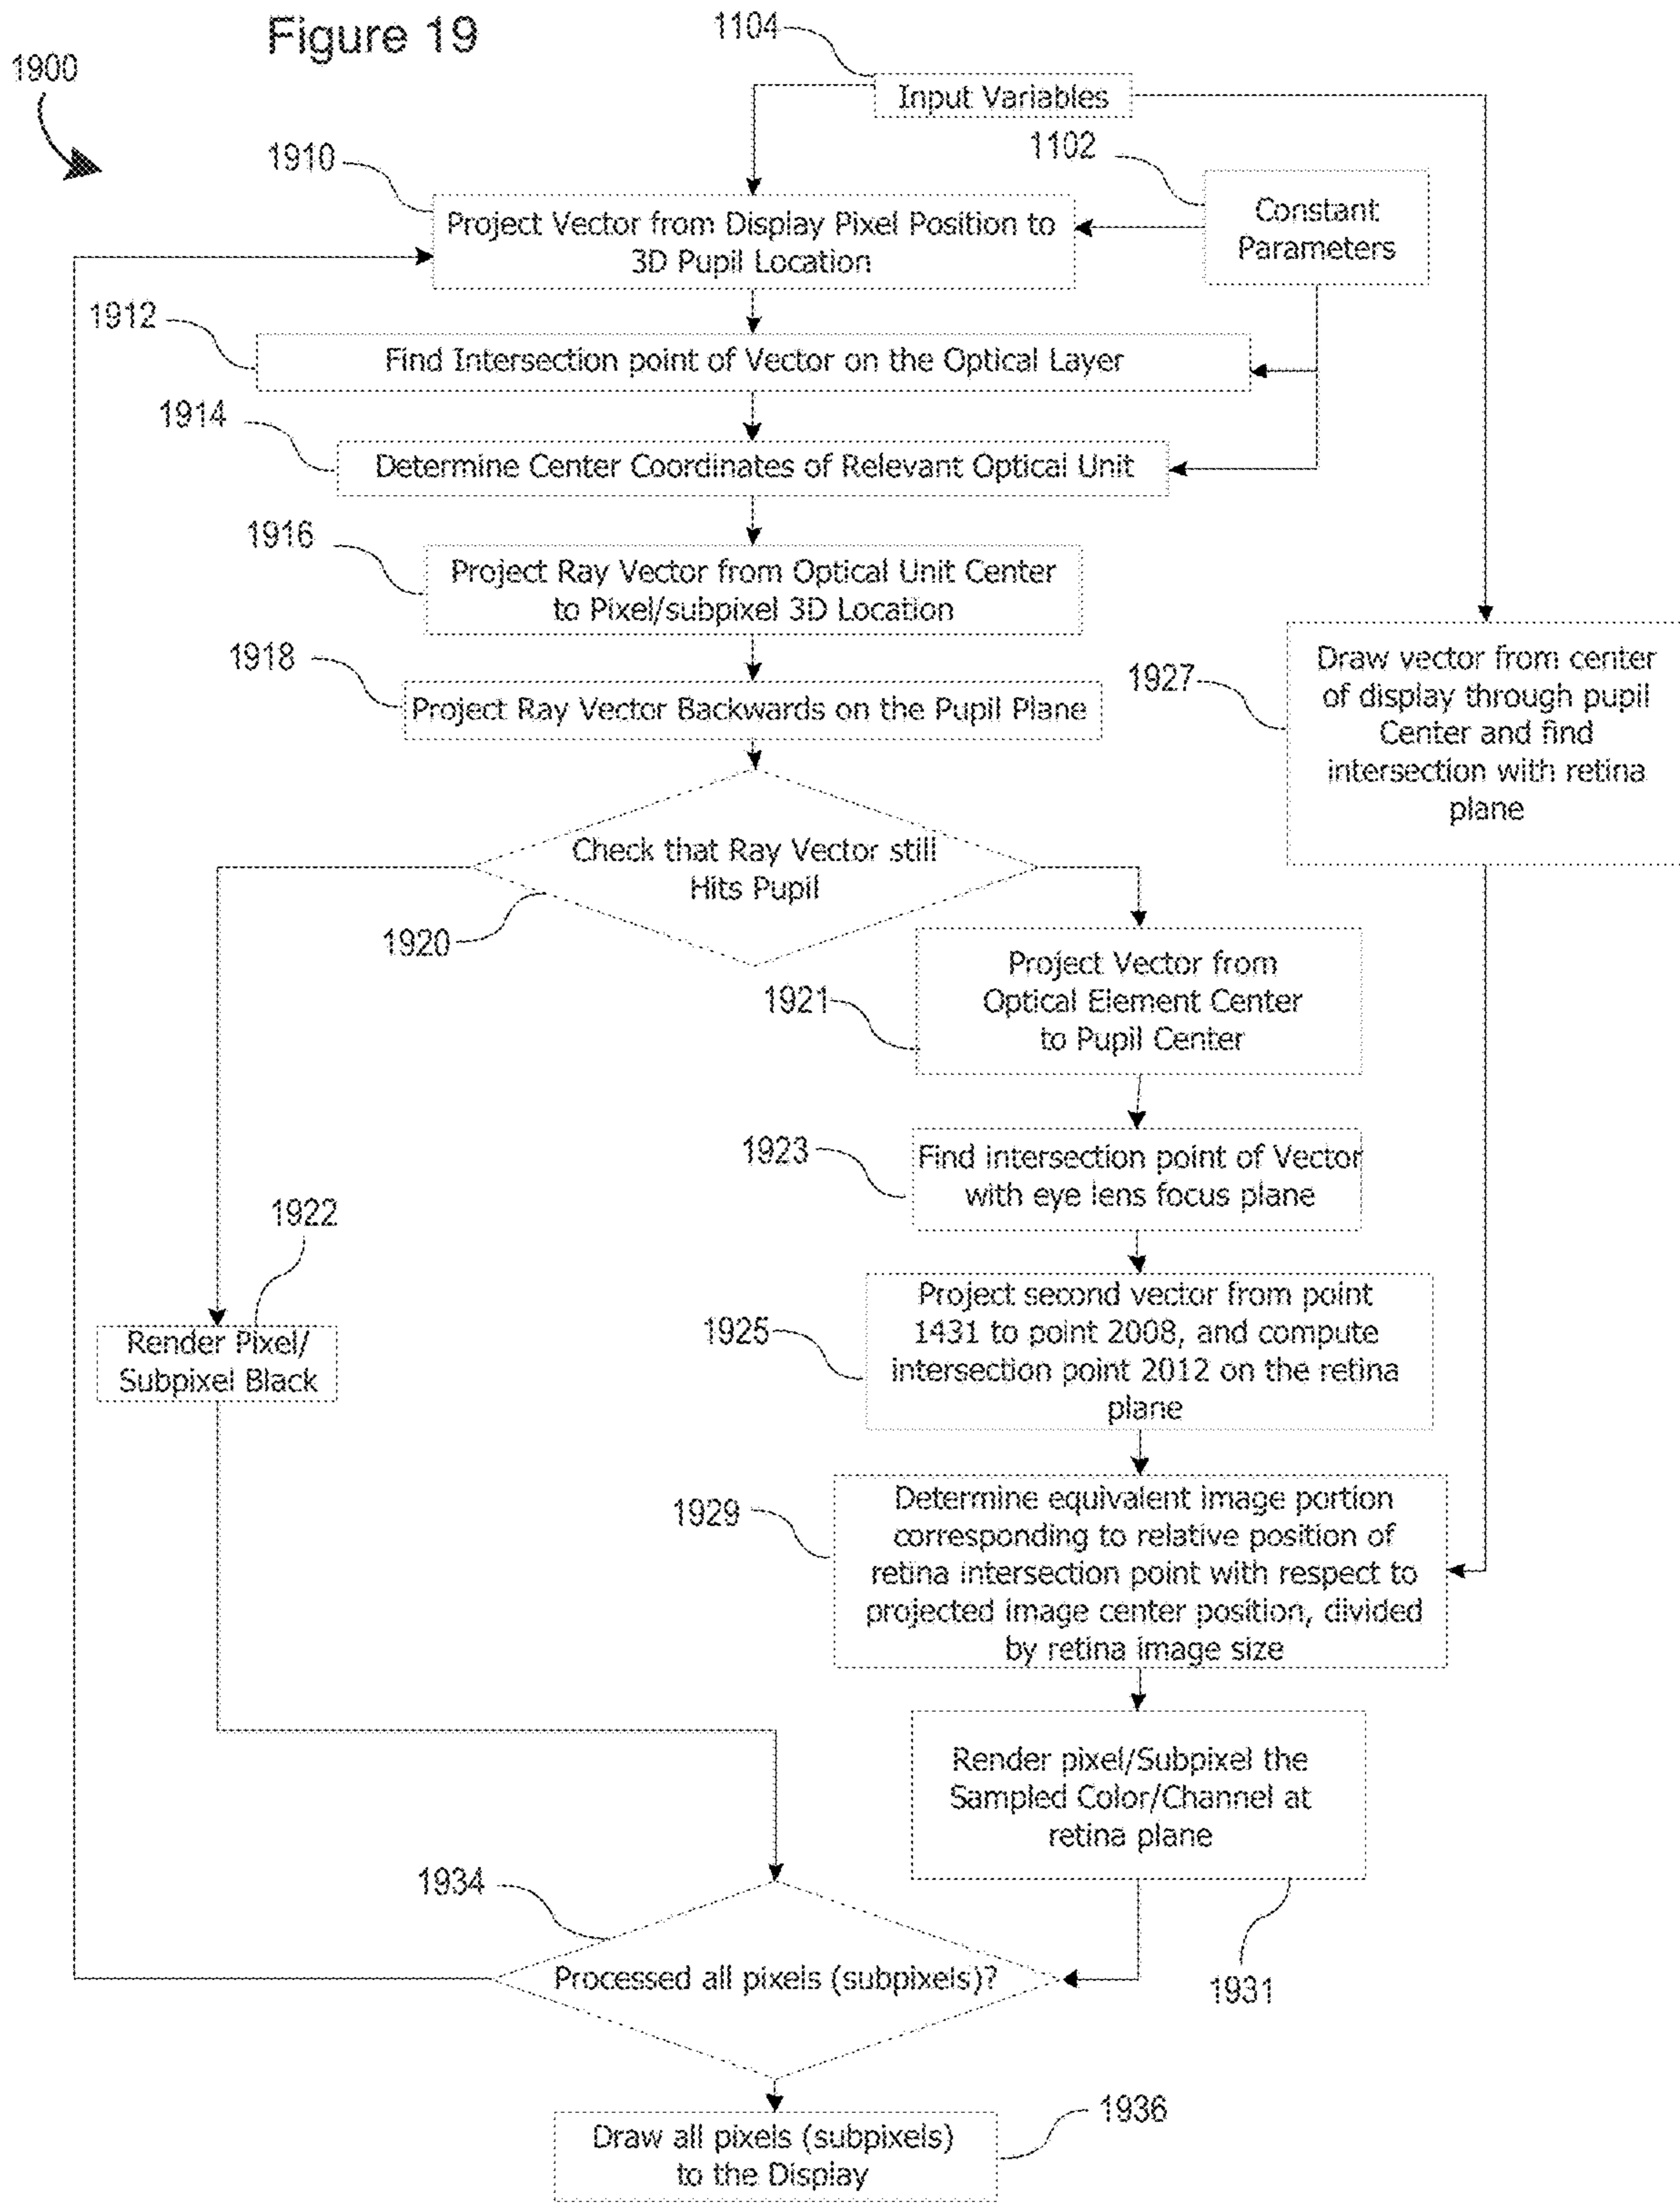 Figure 19
1900
1104
Input Variables
1102
Constant
Parameters
1910
Project Vector from Display Pixel Position to
3D Pupil Location
1912
Find Intersection point of Vector on the Optical Layer
1914
Determine Center Coordinates of Relevant Optical Unit
1916
Project Ray Vector from Optical Unit Center
to Pixel/subpixel 3D Location
1918
Project Ray Vector Backwards on the Pupil Plane
1927
Draw vector from center
of display through pupil
Center and find
intersection with retina
plane
Check that Ray Vector still
Hits Pupil
1920
1921
Project Vector from
Optical Element Center
to Pupil Center
1923
Find intersection point of Vector
with eye lens focus plane
1922
Render Pixel/
Subpixel Black
1925
Project second vector from point
1431 to point 2008, and compute
intersection point 2012 on the retina
plane
1929
Determine equivalent image portion
corresponding to relative position of
retina intersection point with respect to
projected image center position, divided
by retina image size
Render pixel/Subpixel the
Sampled Color/Channel at
retina plane
1931
1934
Processed all pixels (subpixels)?
1936
Draw all pixels (subpixels)
to the Display